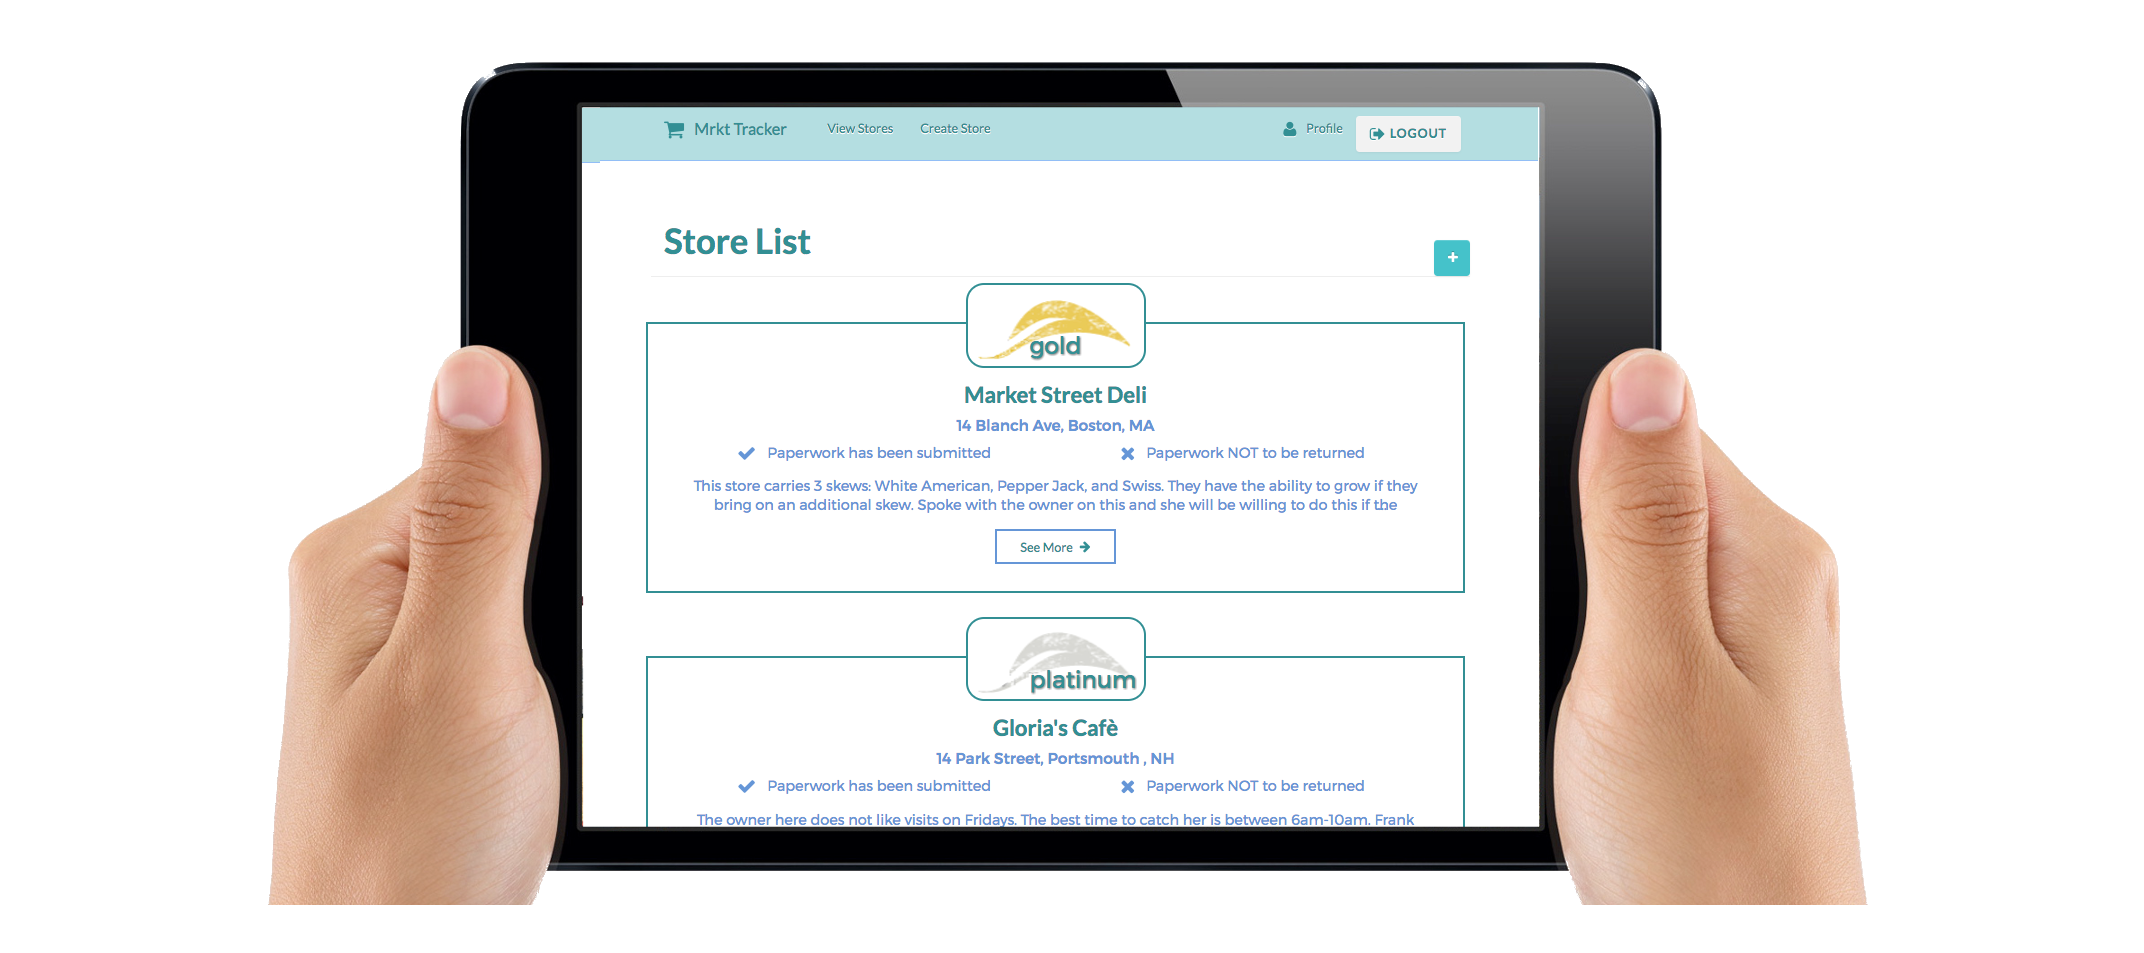 Mrkt Tracker View Stores Create Store Profile LOGOUT
Store List
+
gold
Market Street Deli
14 Blanch Ave, Boston, MA
Paperwork has been submitted Paperwork NOT to be returned
This store carries 3 skews: White American, Pepper Jack, and Swiss. They have the ability to grow if they
bring on an additional skew. Spoke with the owner on this and she will be willing to do this if the
See More
platinum
Gloria's Cafè
14 Park Street, Portsmouth , NH
Paperwork has been submitted Paperwork NOT to be returned
The owner here does not like visits on Fridays. The best time to catch her is between 6am-10am. Frank